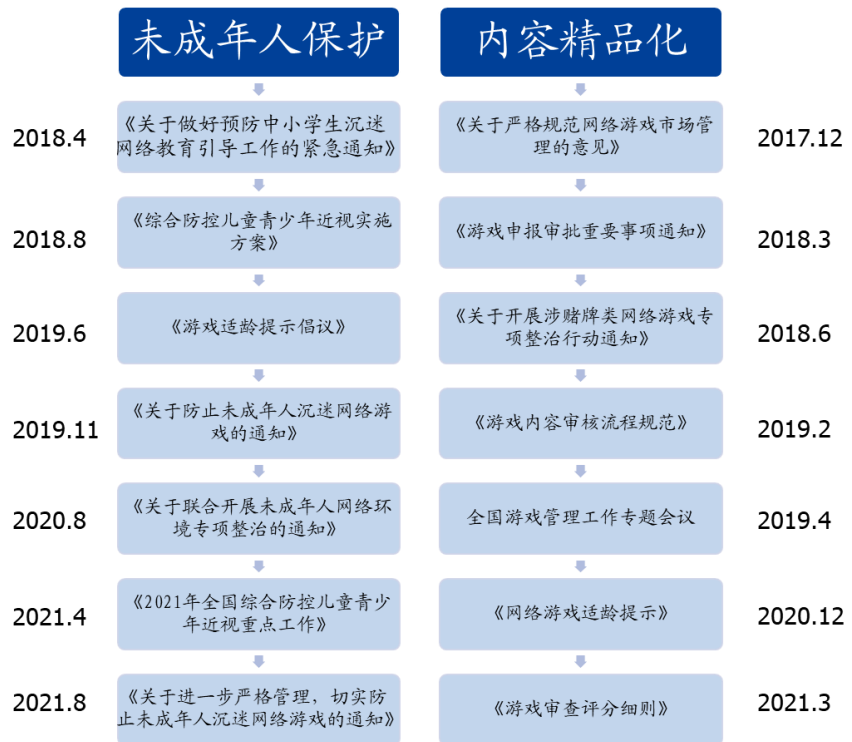 未成年人保护
内容精品化
2018.4
《关于做好预防中小学生沉迷
网络教育引导工作的紧急通知》
《关于严格规范网络游戏市场管
理的意见》
2017.12
2018.8
《综合防控儿童青少年近视实施
方案》
《游戏申报审批重要事项通知》
2018.3
2019.6
《游戏适龄提示倡议》
《关于开展涉赌牌类网络游戏专
项整治行动通知》
2018.6
2019.11
《关于防止未成年人沉迷网络游
戏的通知》
《游戏内容审核流程规范》
2019.2
2020.8
《关于联合开展未成年人网络环
境专项整治的通知》
全国游戏管理工作专题会议
2019.4
2021.4
《2021年全国综合防控儿童青少
年近视重点工作》
《网络游戏适龄提示》
2020.12
2021.8
《关于进一步严格管理，切实防
止未成年人沉迷网络游戏的通知》
《游戏审查评分细则》
2021.3